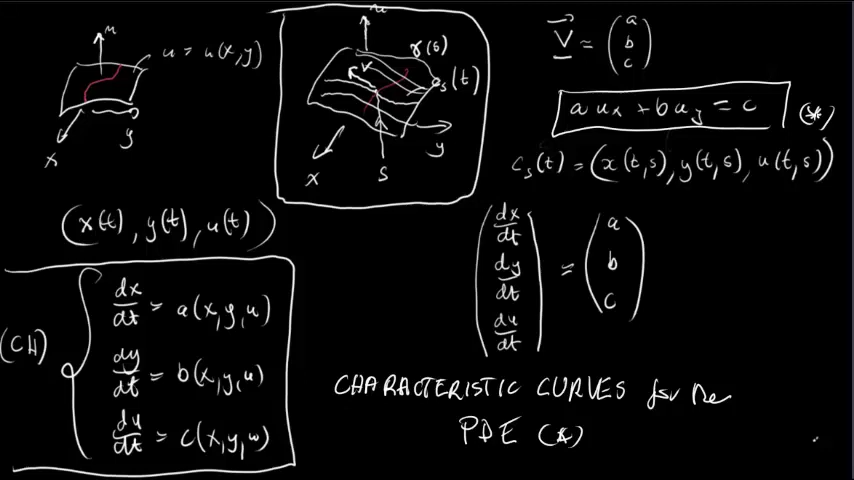 u
u = u(x,y)
x
y
u
γ(s)
V
c_s(t)
y
x
S
V = (a b c)
a u_x + b u_y = c (*)
c_s(t) = (x(t,s), y(t,s), u(t,s))
(x(t), y(t), u(t))
(dx/dt dy/dt du/dt) = (a b c)
(CH)
dx/dt = a(x,y,u)
dy/dt = b(x,y,u)
du/dt = c(x,y,u)
CHARACTERISTIC CURVES for the
PDE (*)